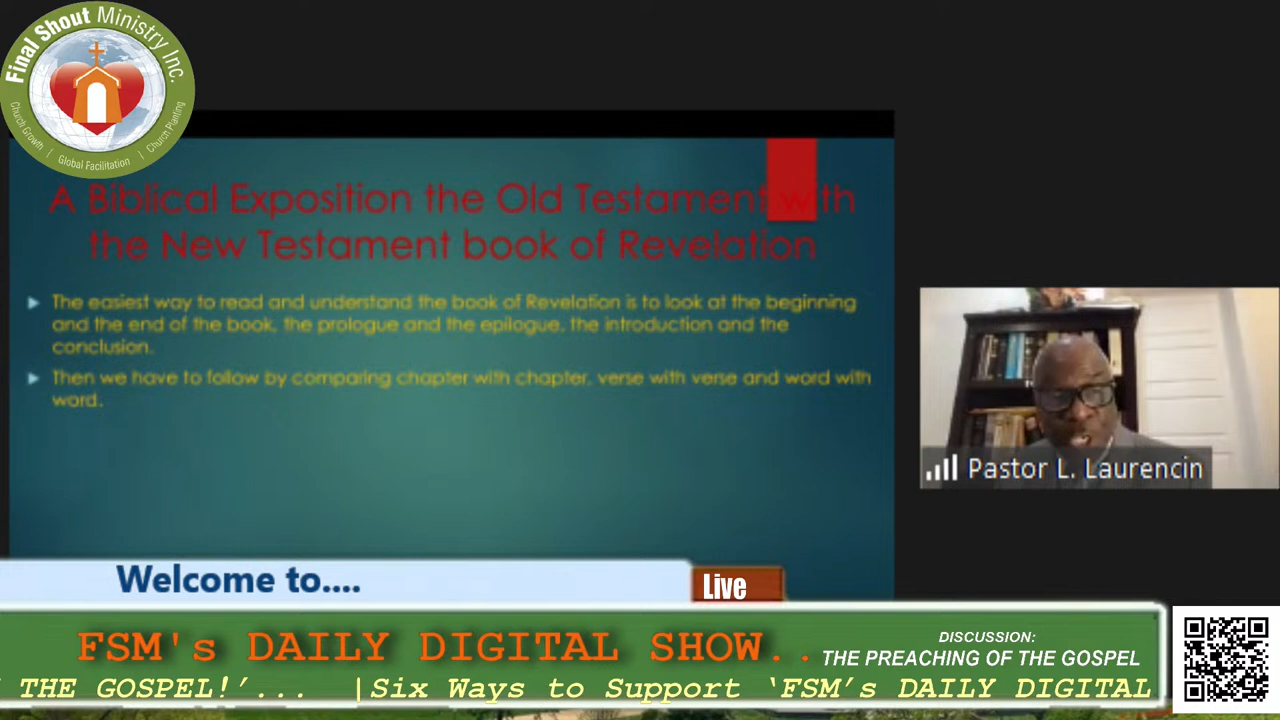 Final Shout Ministry Inc.
Church Growth | Global Facilitation | Church Planting
A Biblical Exposition the Old Testament with
the New Testament book of Revelation
The easiest way to read and understand the book of Revelation is to look at the beginning
and the end of the book, the prologue and the epilogue, the introduction and the
conclusion.
Then we have to follow by comparing chapter with chapter, verse with verse and word with
word.
Pastor L. Laurencin
Welcome to....
Live
FSM's DAILY DIGITAL SHOW..
DISCUSSION:
THE PREACHING OF THE GOSPEL
THE GOSPEL!’... |Six Ways to Support ‘FSM’s DAILY DIGITAL